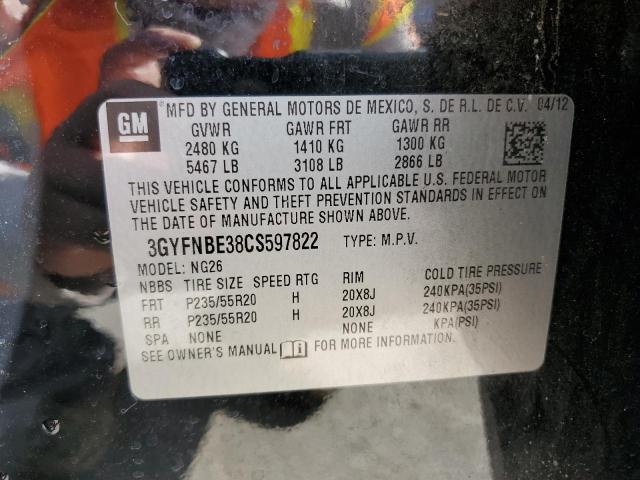 GM
MFD BY GENERAL MOTORS DE MEXICO, S. DE R.L. DE C.V. 04/12
GVWR GAWR FRT GAWR RR
2480 KG 1410 KG 1300 KG
5467 LB 3108 LB 2866 LB
THIS VEHICLE CONFORMS TO ALL APPLICABLE U.S. FEDERAL MOTOR
VEHICLE SAFETY AND THEFT PREVENTION STANDARDS IN EFFECT ON
THE DATE OF MANUFACTURE SHOWN ABOVE.
3GYFNBE38CS597822 TYPE: M.P.V.
MODEL: NG26
NBBS TIRE SIZE SPEED RTG RIM COLD TIRE PRESSURE
FRT P235/55R20 H 20X8J 240KPA(35PSI)
RR P235/55R20 H 20X8J 240KPA(35PSI)
SPA NONE NONE KPA(PSI)
SEE OWNER'S MANUAL FOR MORE INFORMATION.